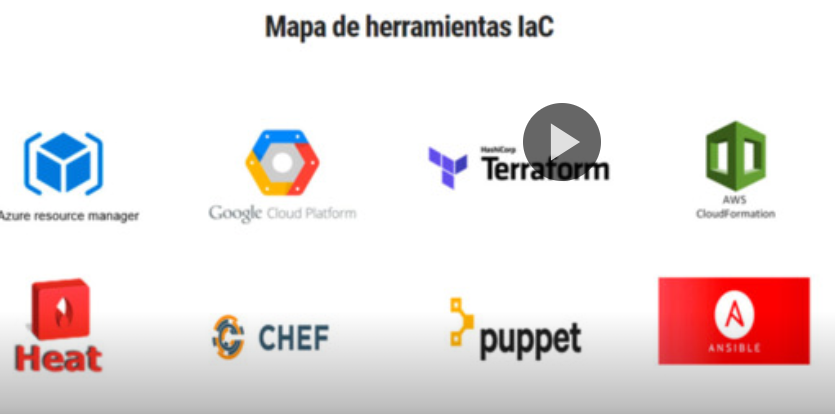 Mapa de herramientas IaC
Azure resource manager
Google Cloud Platform
HashiCorp
Terraform
AWS
CloudFormation
Heat
CHEF
puppet
ANSIBLE